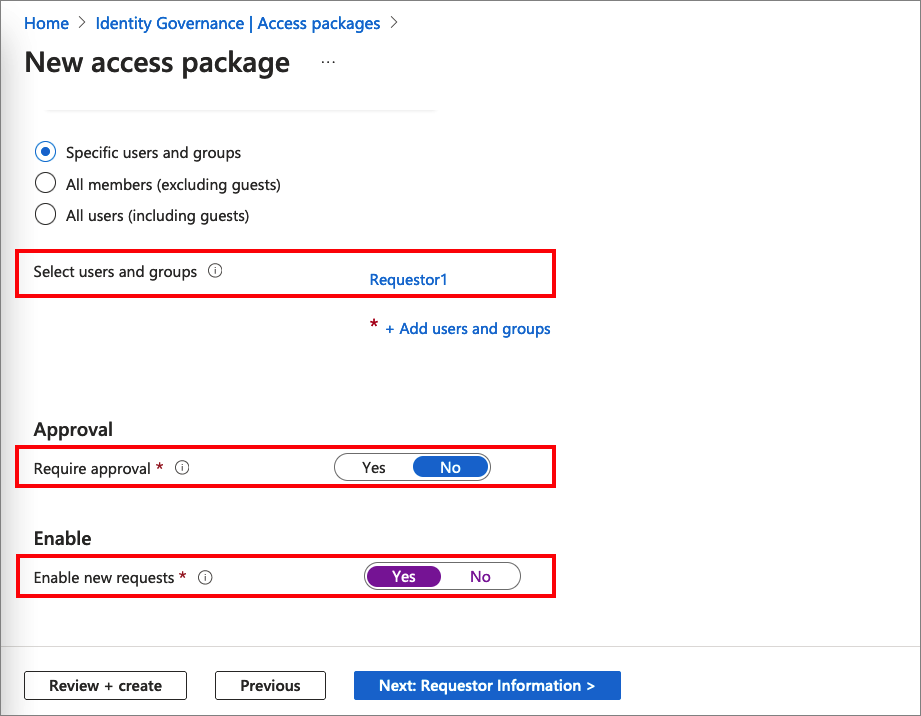 Home > Identity Governance | Access packages >
New access package ...
Specific users and groups
All members (excluding guests)
All users (including guests)
Select users and groups
Requestor1
* + Add users and groups
Approval
Require approval * Yes No
Enable
Enable new requests * Yes No
Review + create Previous Next: Requestor Information >